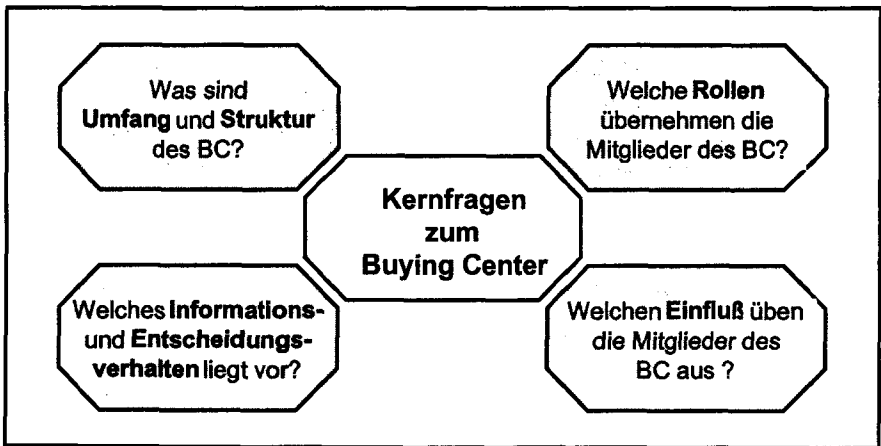 Was sind
Umfang und Struktur
des BC?
Welche Rollen
übernehmen die
Mitglieder des BC?
Kernfragen
zum
Buying Center
Welches Informations-
und Entscheidungs-
verhalten liegt vor?
Welchen Einfluß üben
die Mitglieder des
BC aus ?